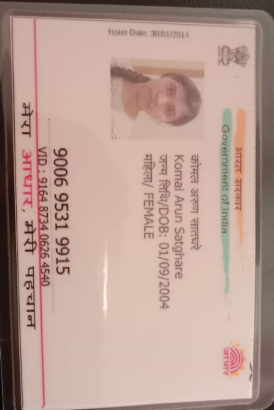 भारत सरकार
Government of India
Issue Date: 30/01/2014
कोमल अरुण सातघरे
Komal Arun Satghare
जन्म तिथि/DOB: 01/09/2004
महिला/ FEMALE
9006 9531 9915
VID : 9164 8734 0626 4540
मेरा आधार, मेरी पहचान